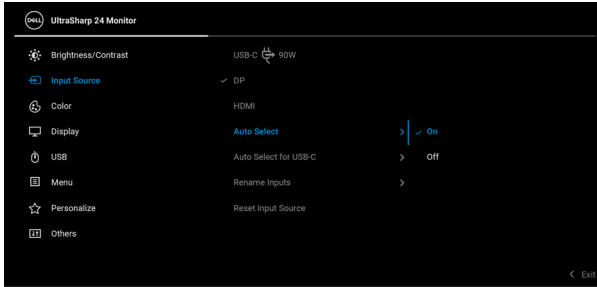 DELL UltraSharp 24 Monitor
Brightness/Contrast USB-C 90W
Input Source DP
Color HDMI
Display Auto Select On
USB Auto Select for USB-C Off
Menu Rename Inputs
Personalize Reset Input Source
Others
Exit